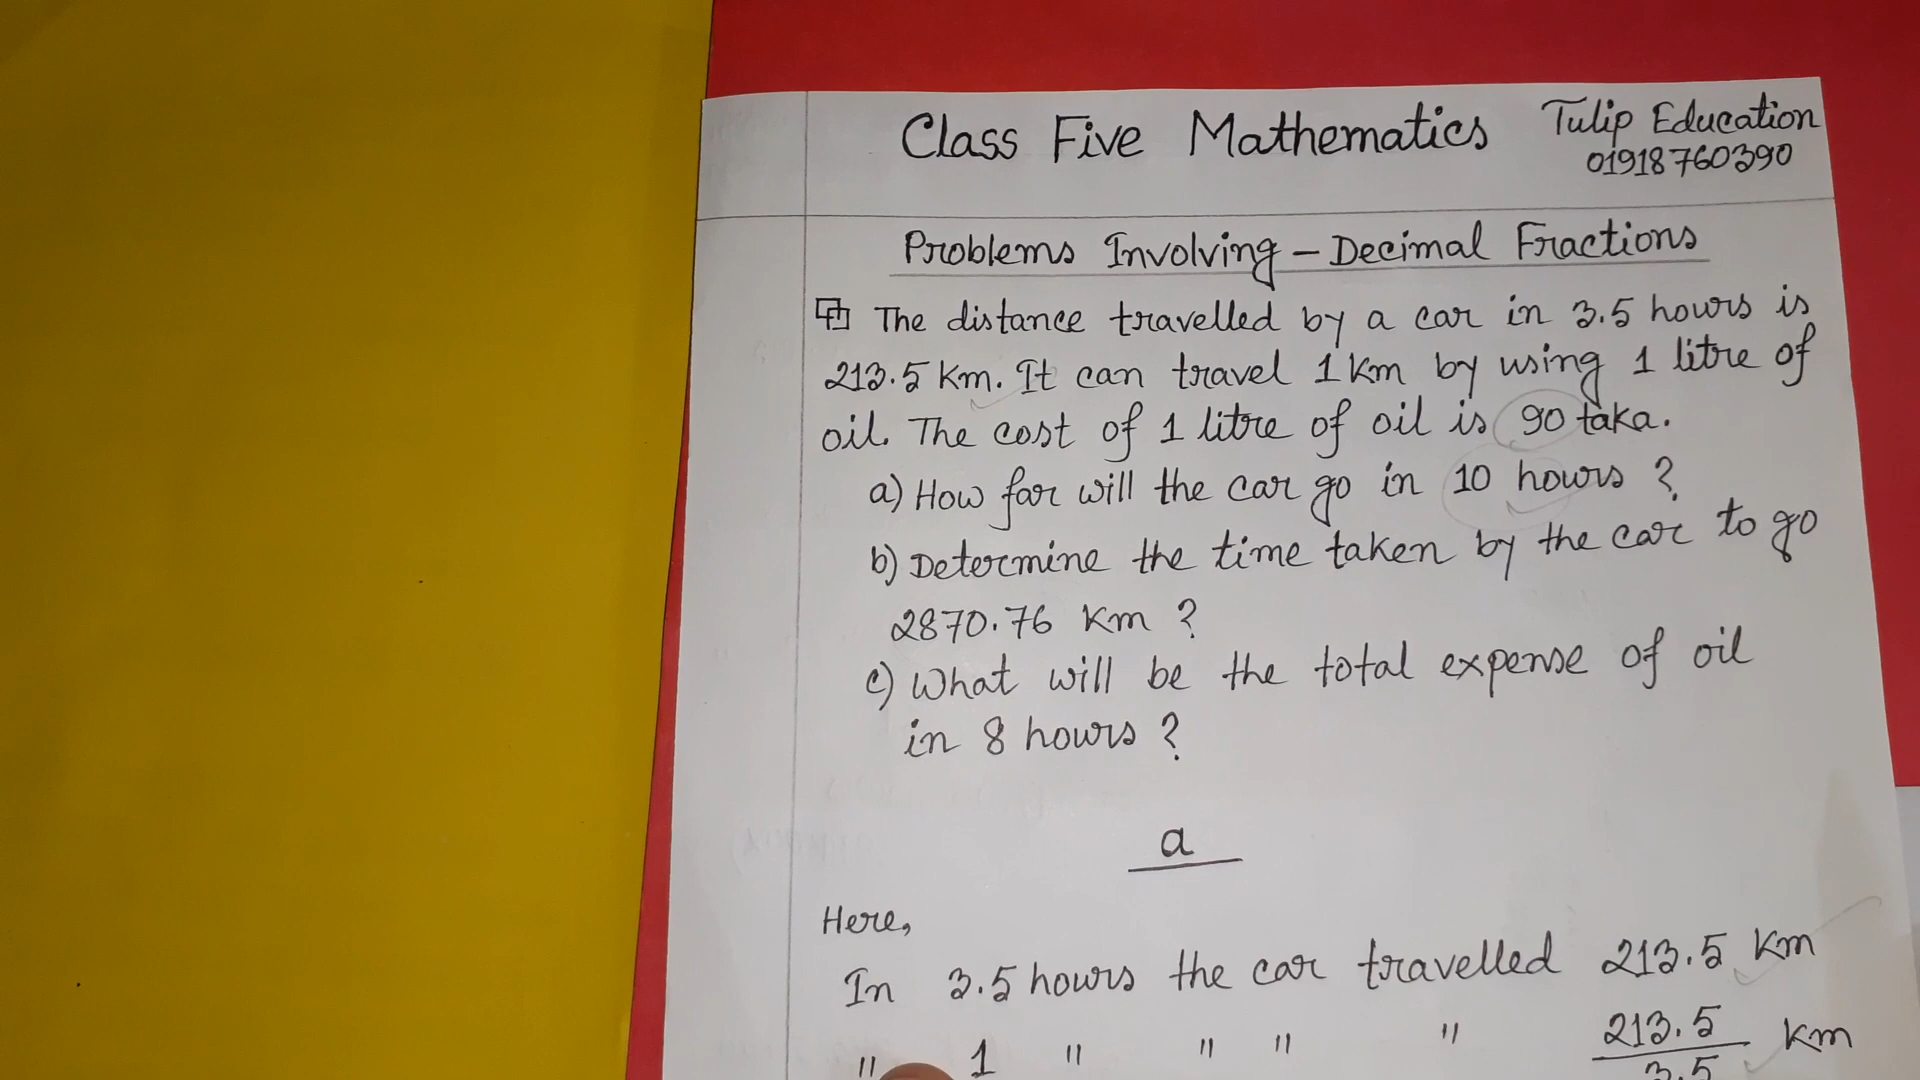 Class Five Mathematics
Tulip Education
01918760390
Problems Involving - Decimal Fractions
The distance travelled by a car in 3.5 hours is
213.5 Km. It can travel 1 Km by using 1 litre of
oil. The cost of 1 litre of oil is 90 taka.
a) How far will the car go in 10 hours ?
b) Determine the time taken by the car to go
2870.76 Km ?
c) What will be the total expense of oil
in 8 hours ?
a
Here,
In 3.5 hours the car travelled 213.5 Km
" 1 " " " " 213.5/3.5 Km